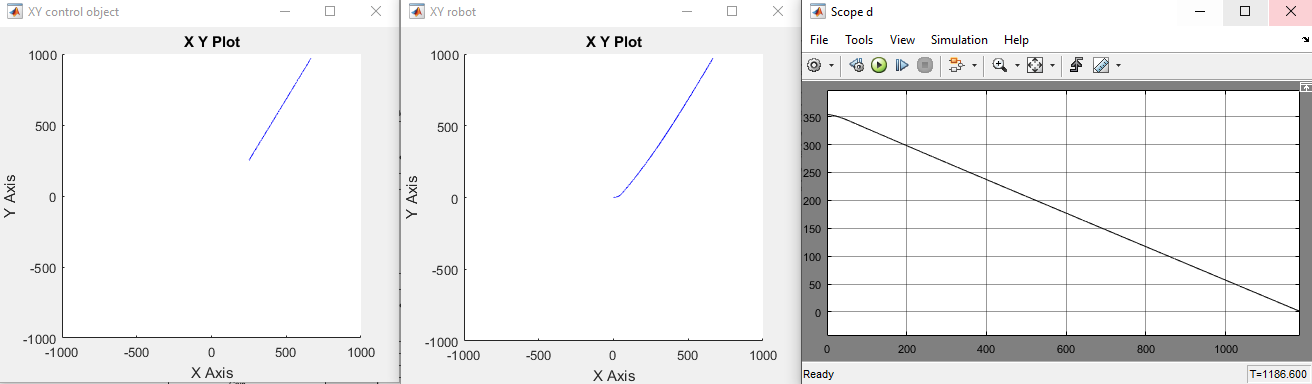 XY control object
X Y Plot
1000
500
0
-500
-1000
-1000
-500
0
500
1000
X Axis
Y Axis
XY robot
X Y Plot
1000
500
0
-500
-1000
-1000
-500
0
500
1000
X Axis
Y Axis
Scope d
File Tools View Simulation Help
350
300
250
200
150
100
50
0
0
200
400
600
800
1000
Ready
T=1186.600